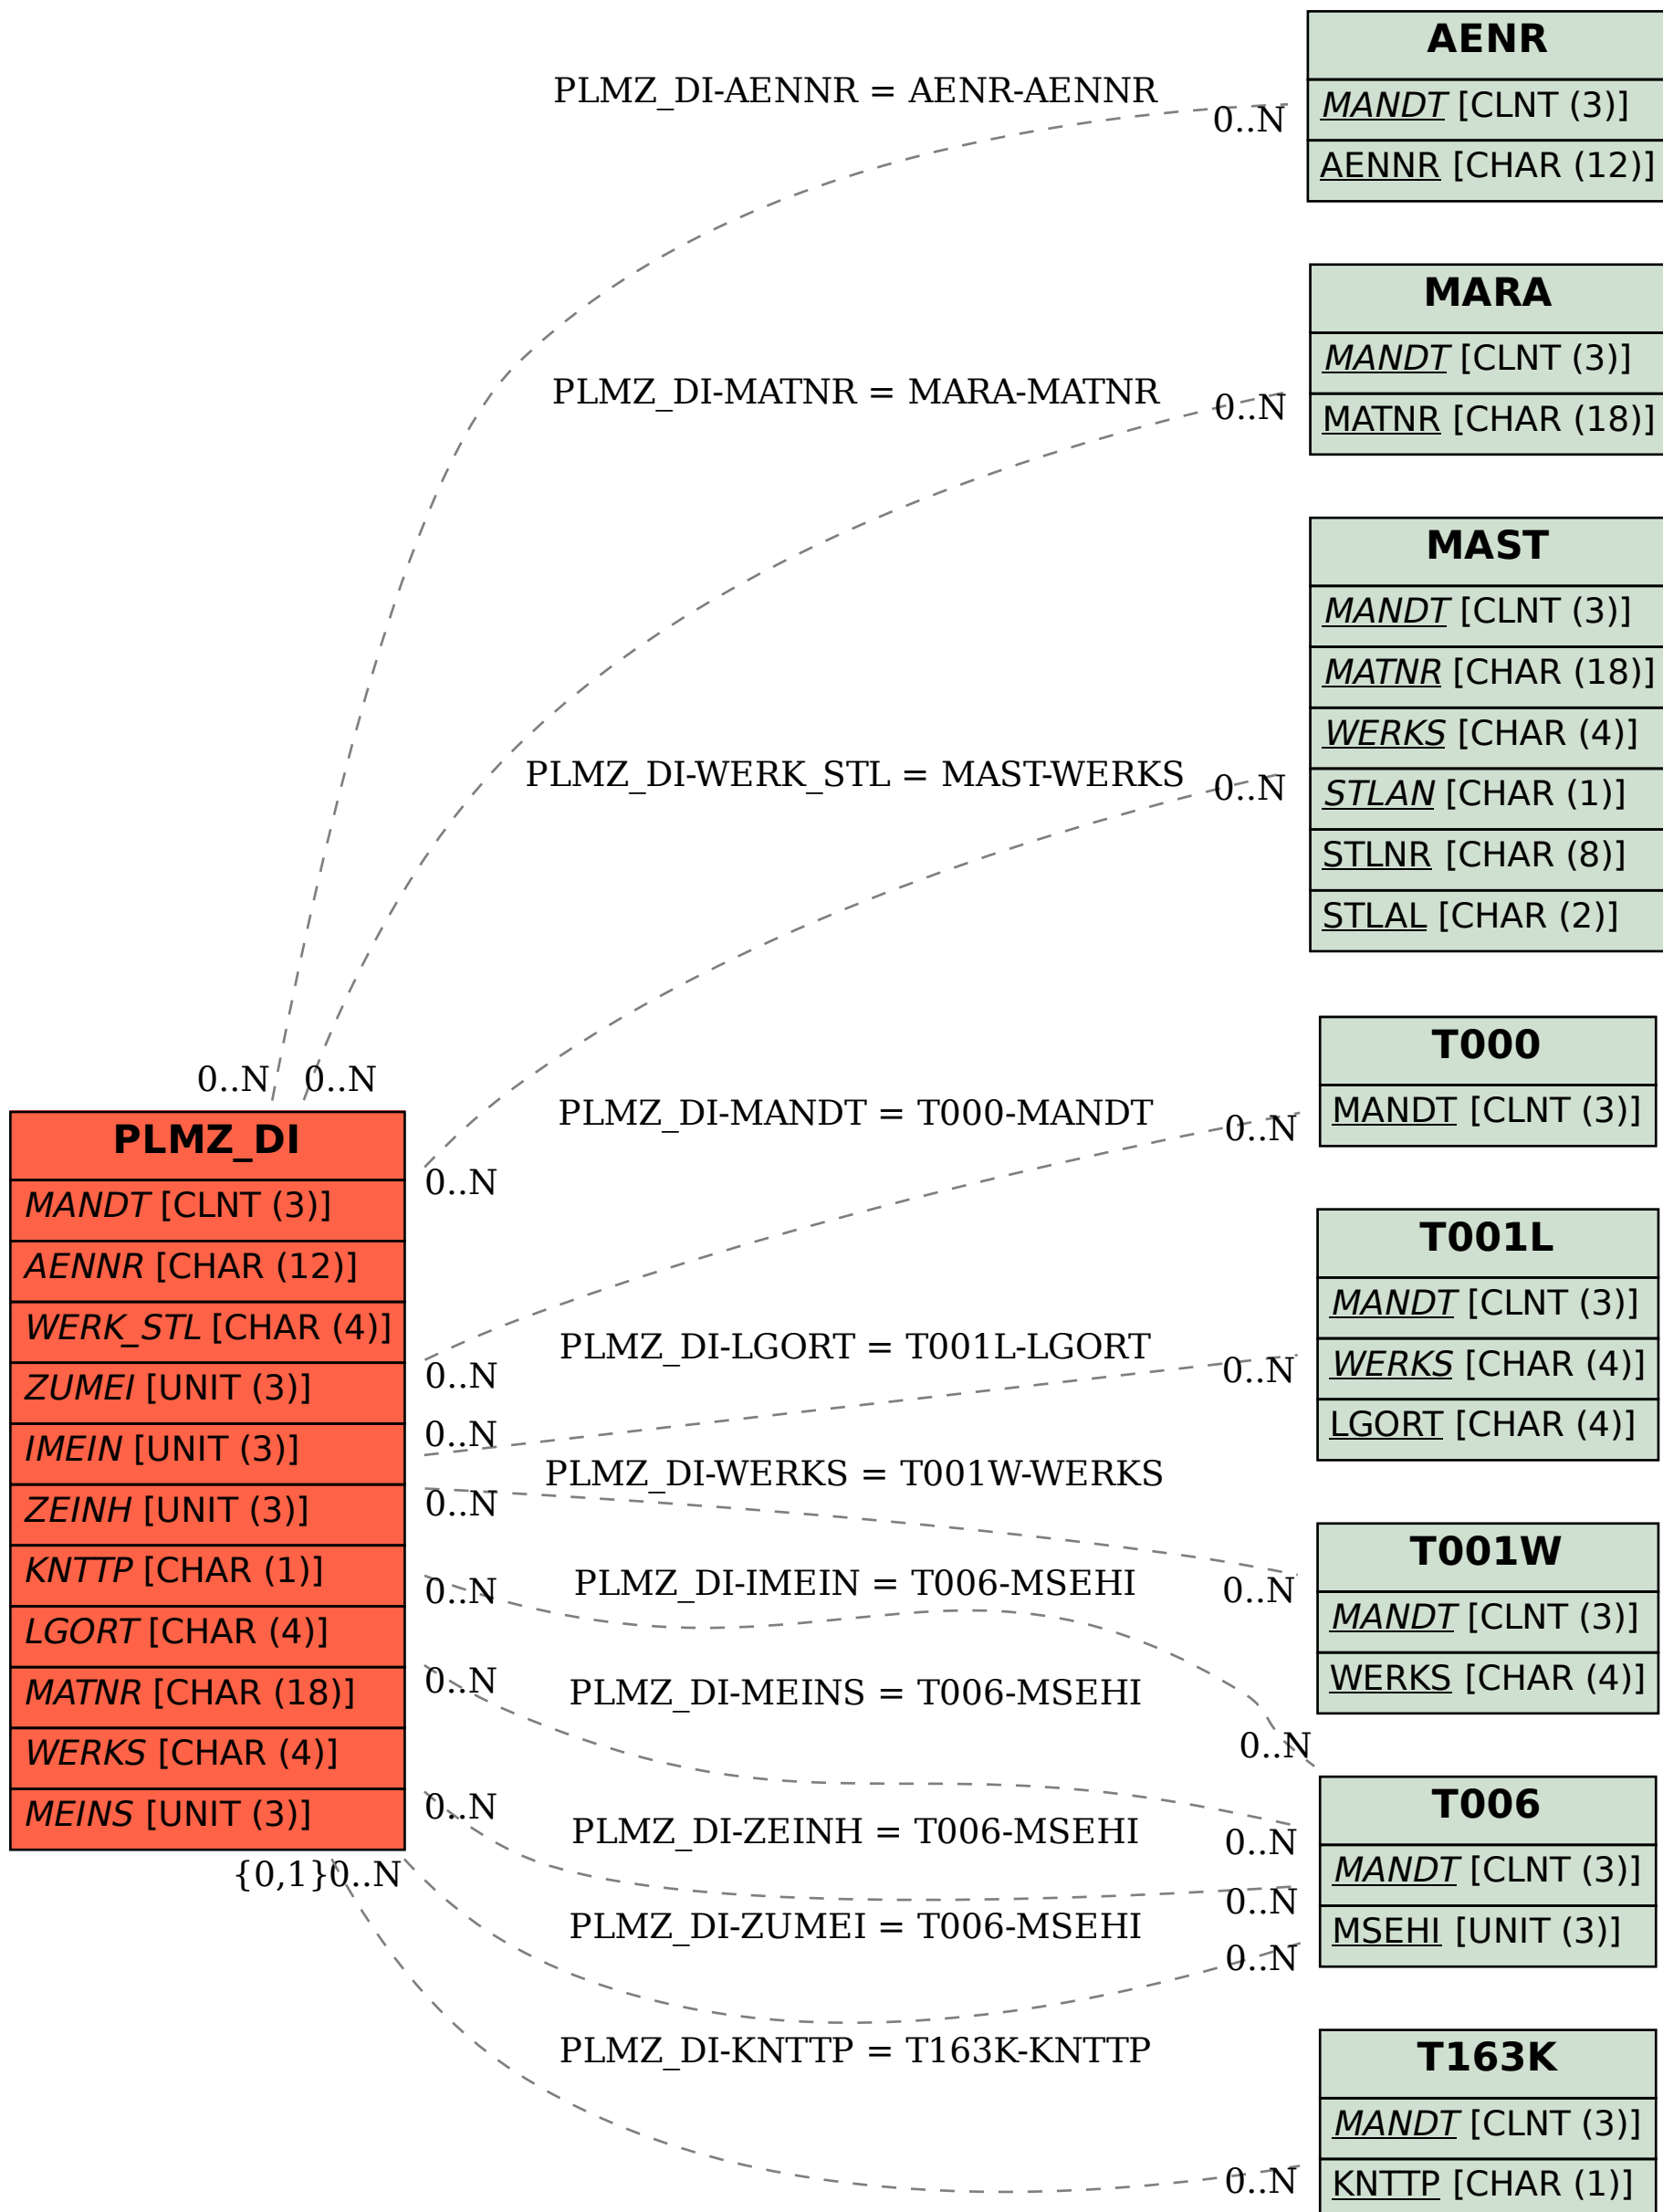 AENR
MANDT [CLNT (3)]
AENNR [CHAR (12)]
PLMZ_DI-AENNR = AENR-AENNR
0..N
MARA
MANDT [CLNT (3)]
MATNR [CHAR (18)]
PLMZ_DI-MATNR = MARA-MATNR
0..N
MAST
MANDT [CLNT (3)]
MATNR [CHAR (18)]
WERKS [CHAR (4)]
STLAN [CHAR (1)]
STLNR [CHAR (8)]
STLAL [CHAR (2)]
PLMZ_DI-WERK_STL = MAST-WERKS
0..N
0..N
0..N
PLMZ_DI
MANDT [CLNT (3)]
AENNR [CHAR (12)]
WERK_STL [CHAR (4)]
ZUMEI [UNIT (3)]
IMEIN [UNIT (3)]
ZEINH [UNIT (3)]
KNTTP [CHAR (1)]
LGORT [CHAR (4)]
MATNR [CHAR (18)]
WERKS [CHAR (4)]
MEINS [UNIT (3)]
0..N
0..N
0..N
0..N
0..N
0..N
0..N
{0,1}
0..N
PLMZ_DI-MANDT = T000-MANDT
0..N
T000
MANDT [CLNT (3)]
PLMZ_DI-LGORT = T001L-LGORT
0..N
T001L
MANDT [CLNT (3)]
WERKS [CHAR (4)]
LGORT [CHAR (4)]
PLMZ_DI-WERKS = T001W-WERKS
0..N
T001W
MANDT [CLNT (3)]
WERKS [CHAR (4)]
PLMZ_DI-IMEIN = T006-MSEHI
0..N
PLMZ_DI-MEINS = T006-MSEHI
0..N
PLMZ_DI-ZEINH = T006-MSEHI
0..N
PLMZ_DI-ZUMEI = T006-MSEHI
0..N
T006
MANDT [CLNT (3)]
MSEHI [UNIT (3)]
PLMZ_DI-KNTTP = T163K-KNTTP
0..N
T163K
MANDT [CLNT (3)]
KNTTP [CHAR (1)]